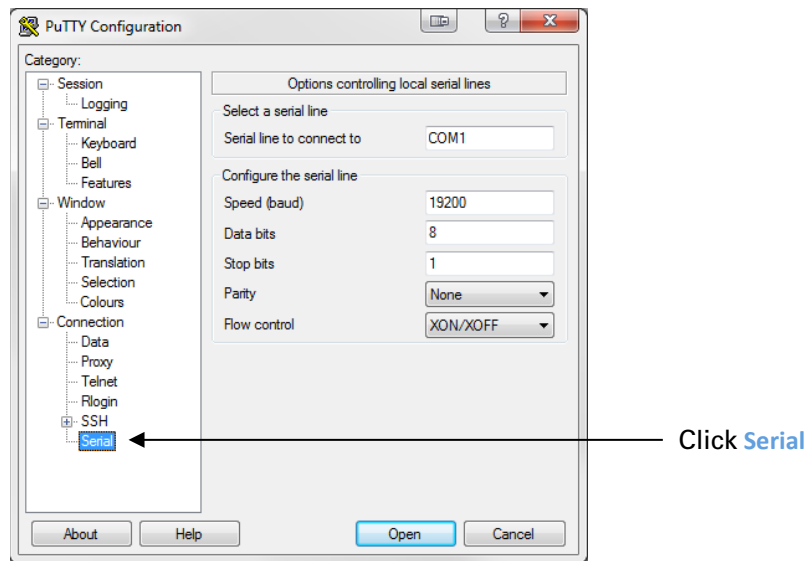 PuTTY Configuration
Category:
Session
Logging
Terminal
Keyboard
Bell
Features
Window
Appearance
Behaviour
Translation
Selection
Colours
Connection
Data
Proxy
Telnet
Rlogin
SSH
Serial
Options controlling local serial lines
Select a serial line
Serial line to connect to COM1
Configure the serial line
Speed (baud) 19200
Data bits 8
Stop bits 1
Parity None
Flow control XON/XOFF
Click Serial
About Help Open Cancel